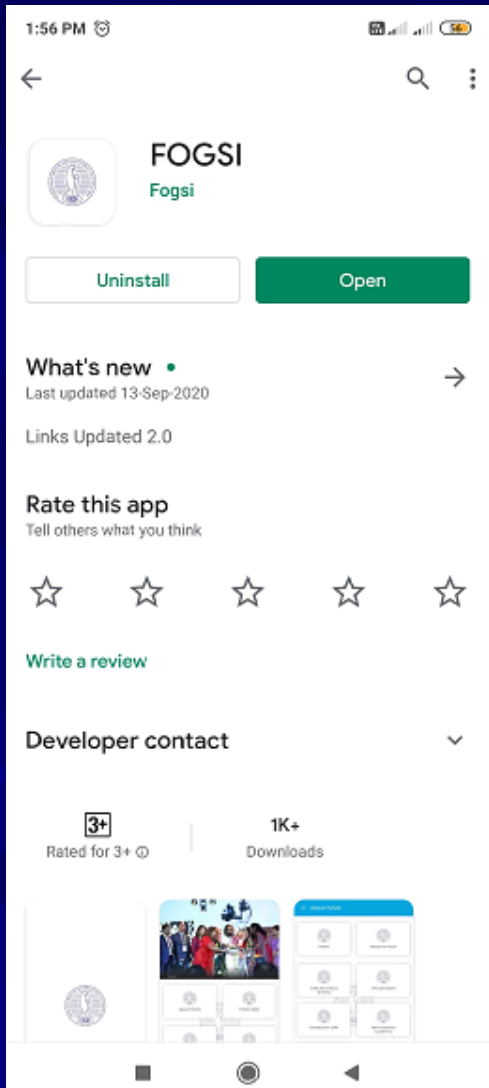 1:56 PM
56
FOGSI
Fogsi
Uninstall
Open
What's new
Last updated 13-Sep-2020
Links Updated 2.0
Rate this app
Tell others what you think
Write a review
Developer contact
3+
1K+
Rated for 3+
Downloads